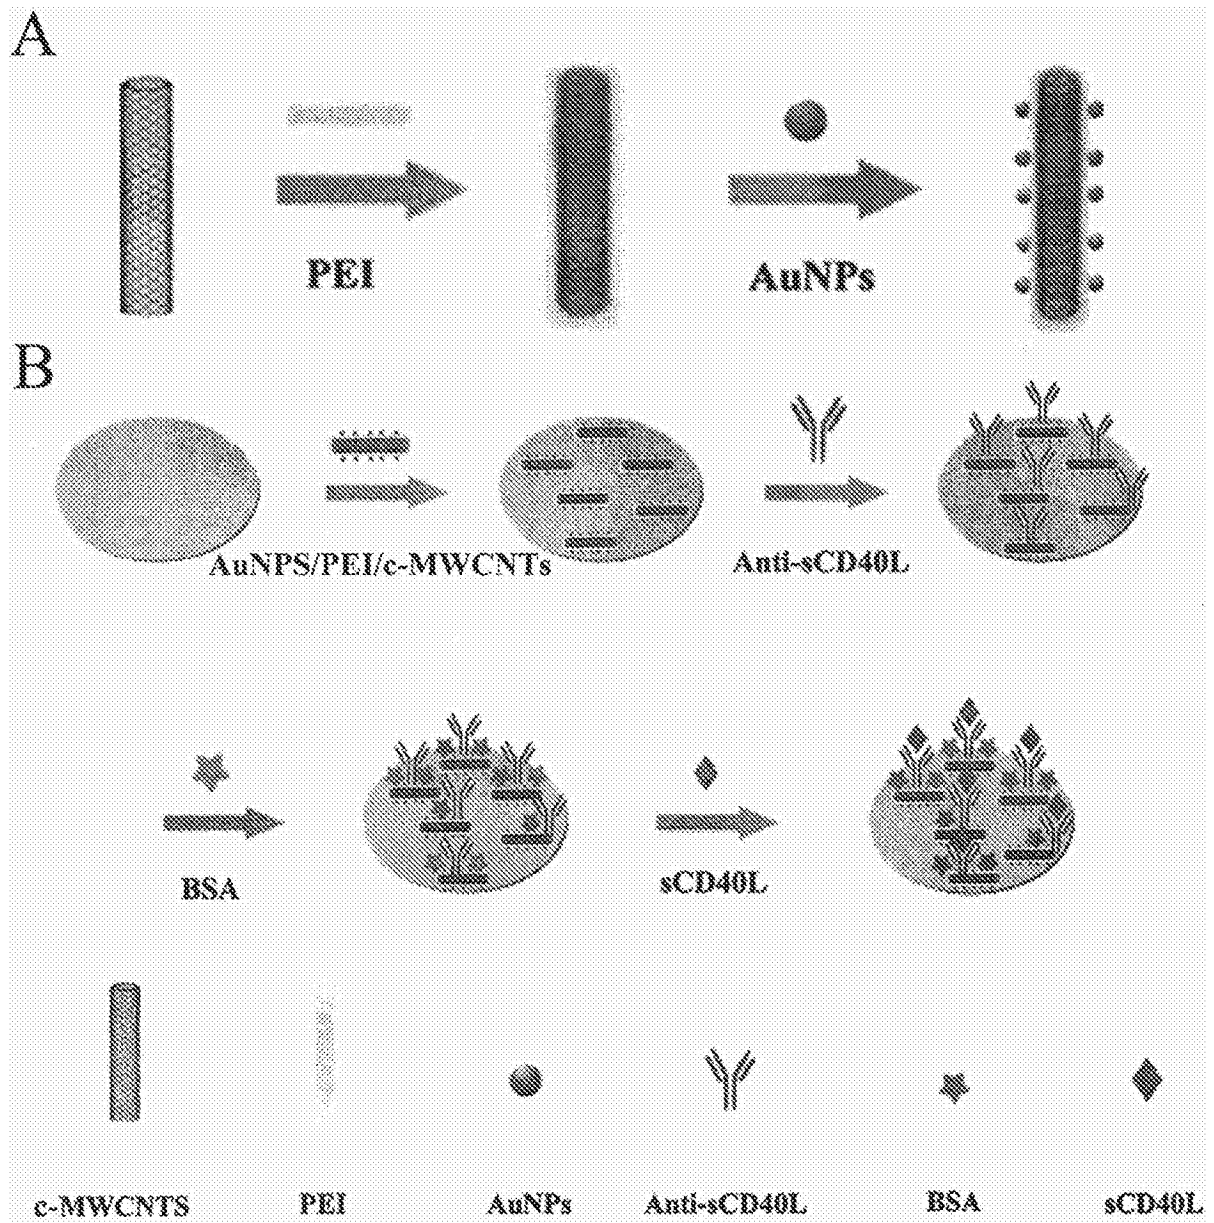 A
PEI
AuNPs
B
AuNPS/PEI/c-MWCNTs
Anti-sCD40L
BSA
sCD40L
c-MWCNTS
PEI
AuNPs
Anti-sCD40L
BSA
sCD40L